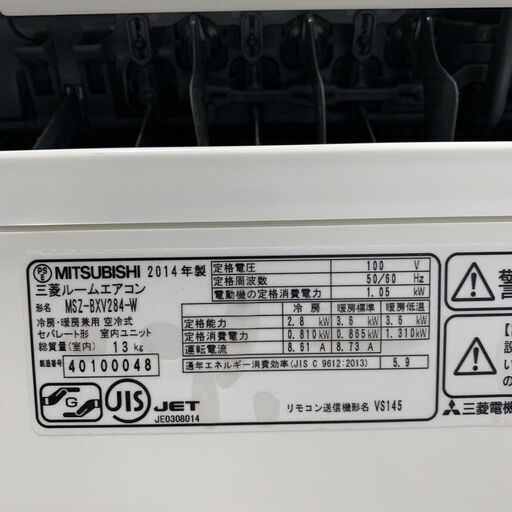 PS E MITSUBISHI 2014年製
三菱ルームエアコン
形名 MSZ-BXV284-W
冷房・暖房兼用 空冷式
セパレート形 室内ユニット
総質量(室内) 13kg
製造番号 40100048
定格電圧 100 V
定格周波数 50/60 Hz
電動機の定格消費電力 1.05 kW
冷房 暖房標準 暖房低温
定格能力 2.8 kW 3.6 kW 3.6 kW
定格消費電力 0.810 kW 0.865 kW 1.310 kW
運転電流 8.61 A 8.73 A
通年エネルギー消費効率(JIS C 9612:2013) 5.9
G JIS JET
JE0308014
リモコン送信機形名 VS145
警
設
い
の
三菱電機